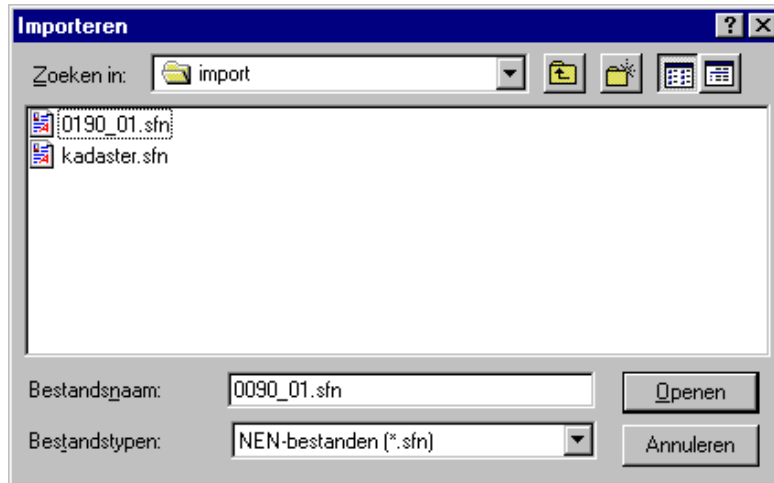 Importeren
Zoeken in: import
0190_01.sfn
kadaster.sfn
Bestandsnaam: 0090_01.sfn Openen
Bestandstypen: NEN-bestanden (*.sfn) Annuleren